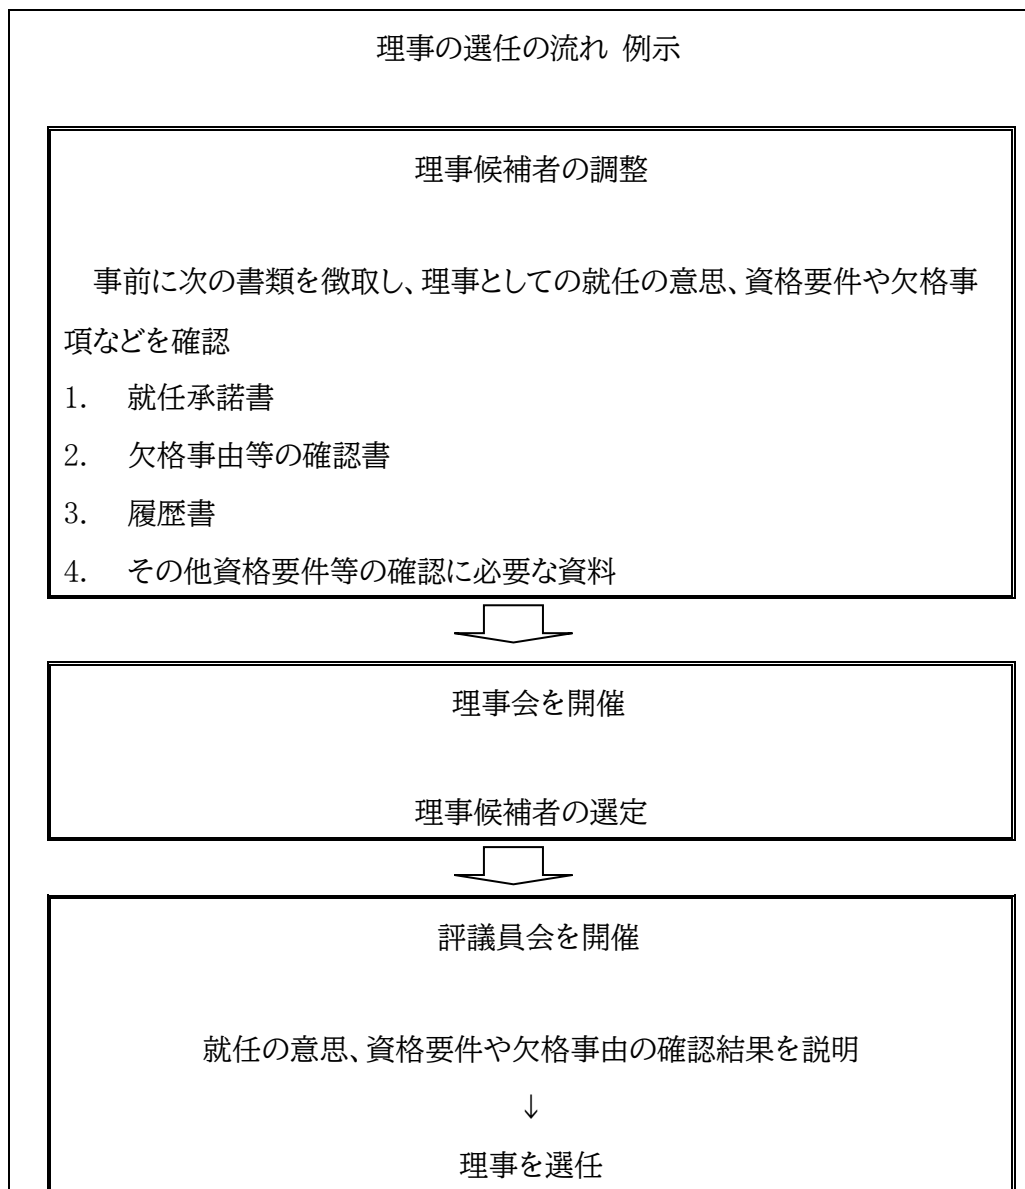 理事の選任の流れ 例示
理事候補者の調整
事前に次の書類を徴取し、理事としての就任の意思、資格要件や欠格事
項などを確認
1. 就任承諾書
2. 欠格事由等の確認書
3. 履歴書
4. その他資格要件等の確認に必要な資料
理事会を開催
理事候補者の選定
評議員会を開催
就任の意思、資格要件や欠格事由の確認結果を説明
↓
理事を選任